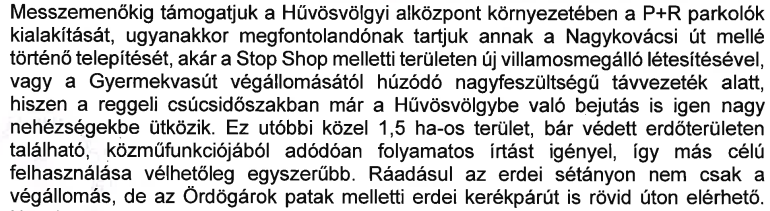 Messzemenőkig támogatjuk a Hűvösvölgyi alközpont környezetében a P+R parkolók
kialakítását, ugyanakkor megfontolandónak tartjuk annak a Nagykovácsi út mellé
történő telepítését, akár a Stop Shop melletti területen új villamosmegálló létesítésével,
vagy a Gyermekvasút végállomásától húzódó nagyfeszültségű távvezeték alatt,
hiszen a reggeli csúcsidőszakban már a Hűvösvölgybe való bejutás is igen nagy
nehézségekbe ütközik. Ez utóbbi közel 1,5 ha-os terület, bár védett erdőterületen
található, közműfunkciójából adódóan folyamatos írtást igényel, így más célú
felhasználása vélhetőleg egyszerűbb. Ráadásul az erdei sétányon nem csak a
végállomás, de az Ördögárok patak melletti erdei kerékpárút is rövid úton elérhető.